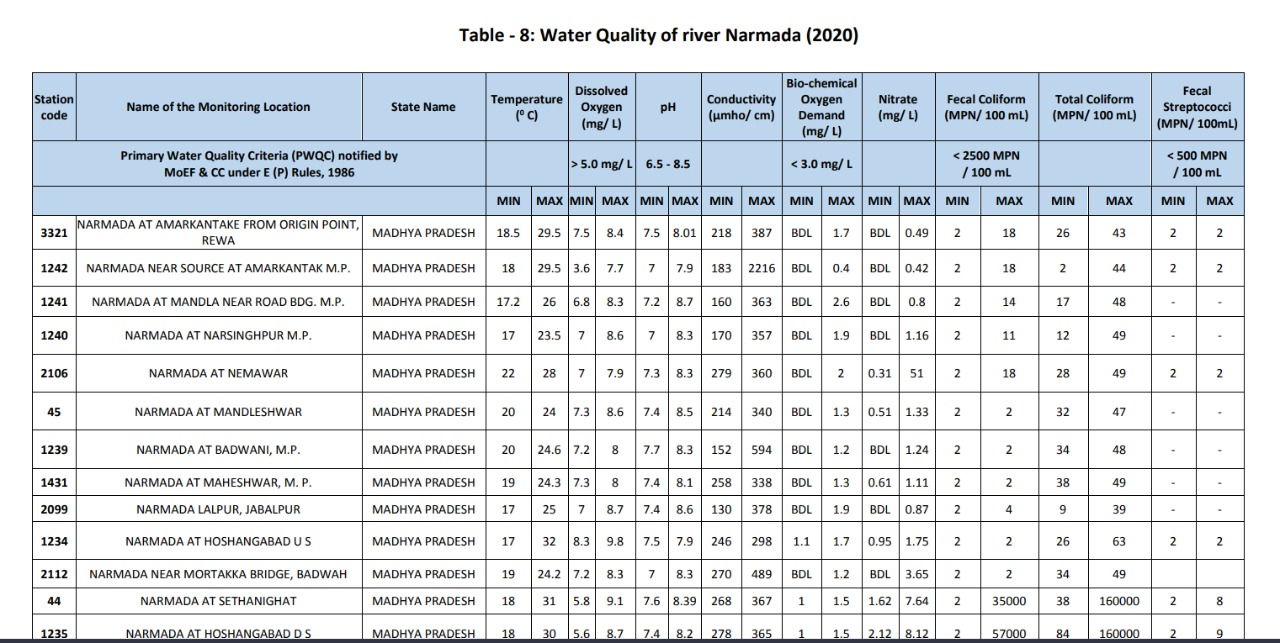 Table - 8: Water Quality of river Narmada (2020)
Station code Name of the Monitoring Location State Name Temperature (⁰ C) Dissolved Oxygen (mg/ L) pH Conductivity (µmho/ cm) Bio-chemical Oxygen Demand (mg/ L) Nitrate (mg/ L) Fecal Coliform (MPN/ 100 mL) Total Coliform (MPN/ 100 mL) Fecal Streptococci (MPN/ 100mL)
Primary Water Quality Criteria (PWQC) notified by MoEF & CC under E (P) Rules, 1986 > 5.0 mg/ L 6.5 - 8.5 < 3.0 mg/ L < 2500 MPN / 100 mL < 500 MPN / 100 mL
MIN MAX MIN MAX MIN MAX MIN MAX MIN MAX MIN MAX MIN MAX MIN MAX MIN MAX
3321 NARMADA AT AMARKANTAKE FROM ORIGIN POINT, REWA MADHYA PRADESH 18.5 29.5 7.5 8.4 7.5 8.01 218 387 BDL 1.7 BDL 0.49 2 18 26 43 2 2
1242 NARMADA NEAR SOURCE AT AMARKANTAK M.P. MADHYA PRADESH 18 29.5 3.6 7.7 7 7.9 183 2216 BDL 0.4 BDL 0.42 2 18 2 44 2 2
1241 NARMADA AT MANDLA NEAR ROAD BDG. M.P. MADHYA PRADESH 17.2 26 6.8 8.3 7.2 8.7 160 363 BDL 2.6 BDL 0.8 2 14 17 48 - -
1240 NARMADA AT NARSINGHPUR M.P. MADHYA PRADESH 17 23.5 7 8.6 7 8.3 170 357 BDL 1.9 BDL 1.16 2 11 12 49 - -
2106 NARMADA AT NEMAWAR MADHYA PRADESH 22 28 7 7.9 7.3 8.3 279 360 BDL 2 0.31 51 2 18 28 49 2 2
45 NARMADA AT MANDLESHWAR MADHYA PRADESH 20 24 7.3 8.6 7.4 8.5 214 340 BDL 1.3 0.51 1.33 2 2 32 47 - -
1239 NARMADA AT BADWANI, M.P. MADHYA PRADESH 20 24.6 7.2 8 7.7 8.3 152 594 BDL 1.2 BDL 1.24 2 2 34 48 - -
1431 NARMADA AT MAHESHWAR, M. P. MADHYA PRADESH 19 24.3 7.3 8 7.4 8.1 258 338 BDL 1.3 0.61 1.11 2 2 38 49 - -
2099 NARMADA LALPUR, JABALPUR MADHYA PRADESH 17 25 7 8.7 7.4 8.6 130 378 BDL 1.9 BDL 0.87 2 4 9 39 - -
1234 NARMADA AT HOSHANGABAD U S MADHYA PRADESH 17 32 8.3 9.8 7.5 7.9 246 298 1.1 1.7 0.95 1.75 2 2 26 63 2 2
2112 NARMADA NEAR MORTAKKA BRIDGE, BADWAH MADHYA PRADESH 19 24.2 7.2 8.3 7 8.3 270 489 BDL 1.2 BDL 3.65 2 2 34 49
44 NARMADA AT SETHANIGHAT MADHYA PRADESH 18 31 5.8 9.1 7.6 8.39 268 367 1 1.5 1.62 7.64 2 35000 38 160000 2 8
1235 NARMADA AT HOSHANGABAD D S MADHYA PRADESH 18 30 5.6 8.7 7.4 8.2 278 365 1 1.5 2.12 8.12 2 57000 84 160000 2 9